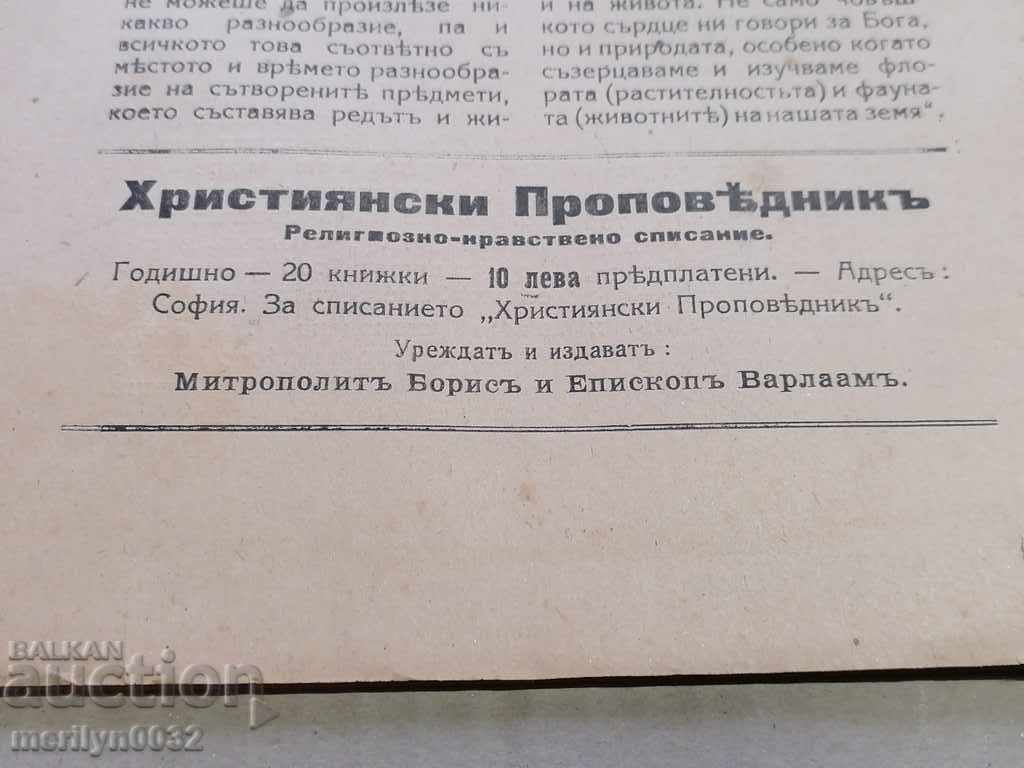 не можеше да произлѣзе ни-
какво разнообразие, па и
всичкото това съответно съ
мѣстото и врѣмето разнообра-
зие на сътворенитѣ прѣдмети,
което съставява редътъ и жи-
и на живота. Не само човѣш-
кото сърдце ни говори за Бога,
но и природата, особено когато
съзерцаваме и изучваме фло-
рата (растителностьта) и фауна-
та (животнитѣ) на нашата земя“.
Християнски Проповѣдникъ
Религиозно-нравствено списание.
Годишно — 20 книжки — 10 лева прѣдплатени. — Адресъ:
София. За списанието „Християнски Проповѣдникъ“.
Уреждатъ и издаватъ:
Митрополитъ Борисъ и Епископъ Варлаамъ.
BALKAN
auction
merilyn0032